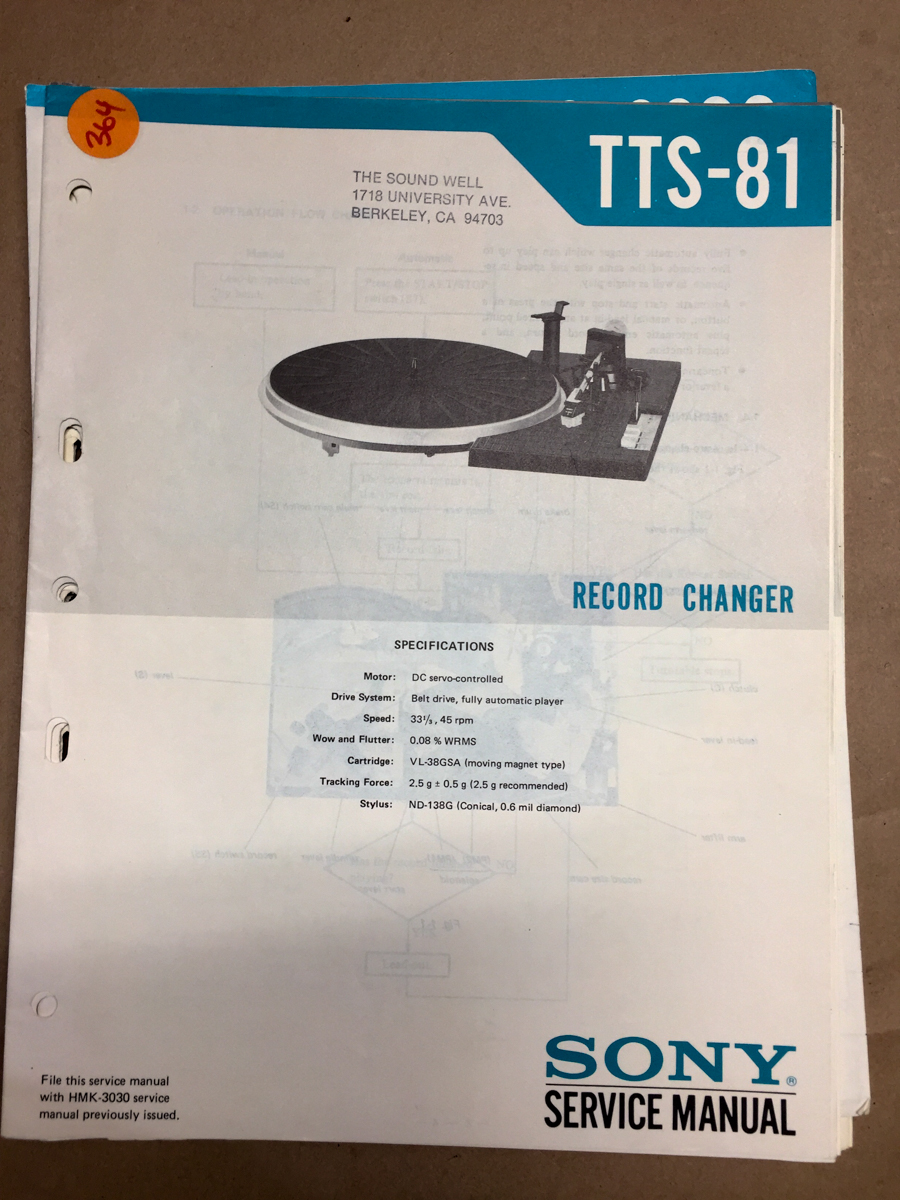 364
TTS-81
THE SOUND WELL
1718 UNIVERSITY AVE.
BERKELEY, CA 94703
RECORD CHANGER
SPECIFICATIONS
Motor: DC servo-controlled
Drive System: Belt drive, fully automatic player
Speed: 33⅓, 45 rpm
Wow and Flutter: 0.08 % WRMS
Cartridge: VL-38GSA (moving magnet type)
Tracking Force: 2.5 g ± 0.5 g (2.5 g recommended)
Stylus: ND-138G (Conical, 0.6 mil diamond)
SONY®
SERVICE MANUAL
File this service manual
with HMK-3030 service
manual previously issued.